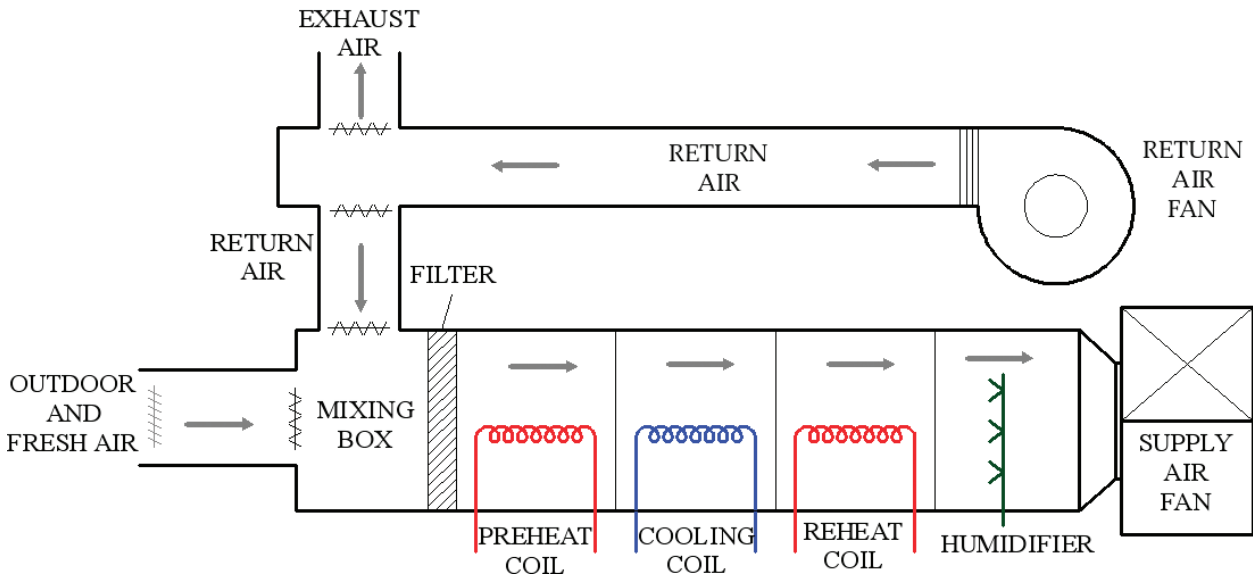 EXHAUST
AIR
RETURN
AIR
RETURN
AIR
FAN
RETURN
AIR
FILTER
OUTDOOR
AND
FRESH AIR
MIXING
BOX
SUPPLY
AIR
FAN
PREHEAT
COIL
COOLING
COIL
REHEAT
COIL
HUMIDIFIER